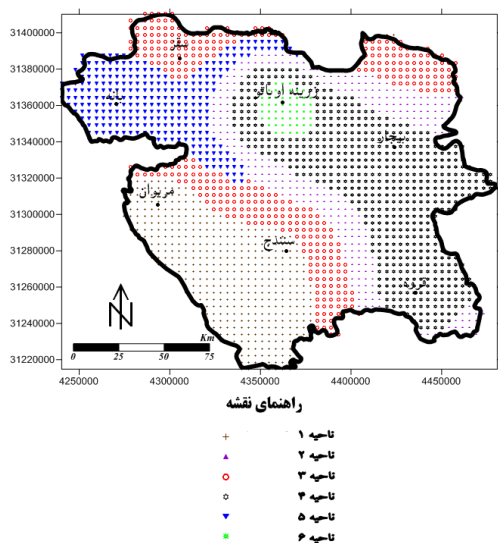 31400000
سقز
31380000
زرینه اوباتو
31360000
بانه
31340000
بیجار
31320000
مریوان
31300000
سنندج
31280000
31260000
قروه
N
31240000
Km
0 25 50 75
31220000
4250000 4300000 4350000 4400000 4450000
راهنمای نقشه
ناحیه ۱
ناحیه ۲
ناحیه ۳
ناحیه ۴
ناحیه ۵
ناحیه ۶